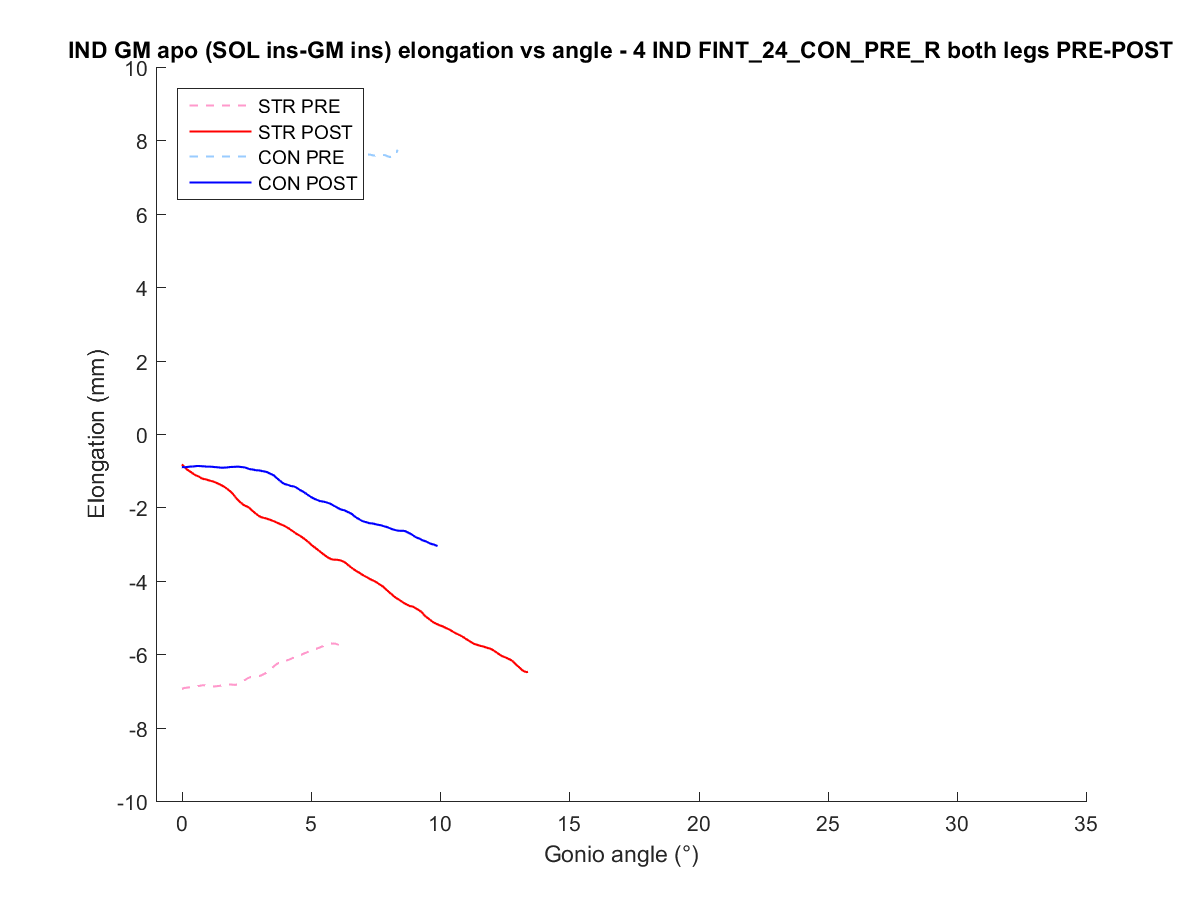 IND GM apo (SOL ins-GM ins) elongation vs angle - 4 IND FINT_24_CON_PRE_R both legs PRE-POST
10
8
6
4
2
0
-2
-4
-6
-8
-10
Elongation (mm)
STR PRE
STR POST
CON PRE
CON POST
0 5 10 15 20 25 30 35
Gonio angle (°)